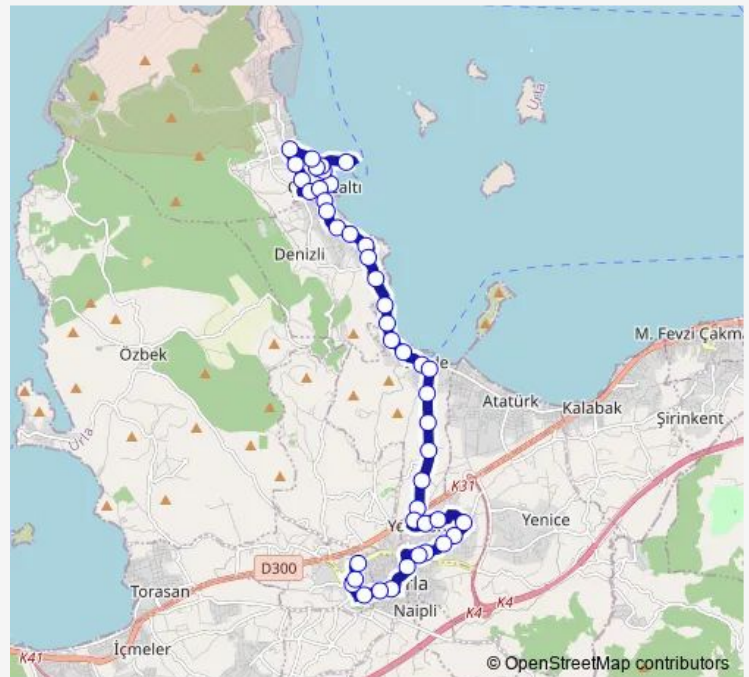 Urla
Denizli
Özbek
M. Fevzi Çakma
Atatürk
Kalabak
Şirinkent
Urla
K31
Yenice
D300
Torasan
Naipli
K4
K4
İçmeler
K41
© OpenStreetMap contributors